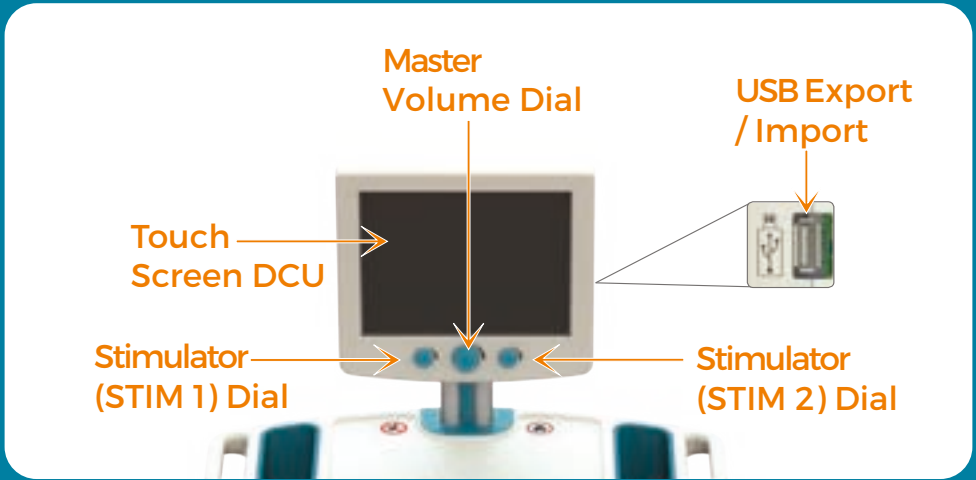 Master
Volume Dial
USB Export
/ Import
Touch
Screen DCU
Stimulator
(STIM 1) Dial
Stimulator
(STIM 2) Dial